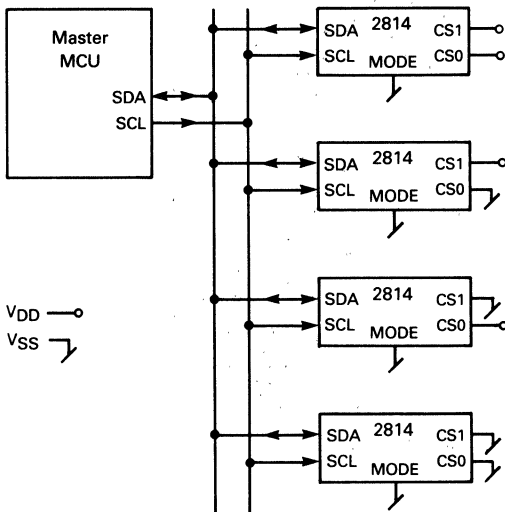 Master
MCU
SDA
SCL
SDA 2814 CS1
SCL MODE CS0
SDA 2814 CS1
SCL MODE CS0
SDA 2814 CS1
SCL MODE CS0
SDA 2814 CS1
SCL MODE CS0
VDD
VSS